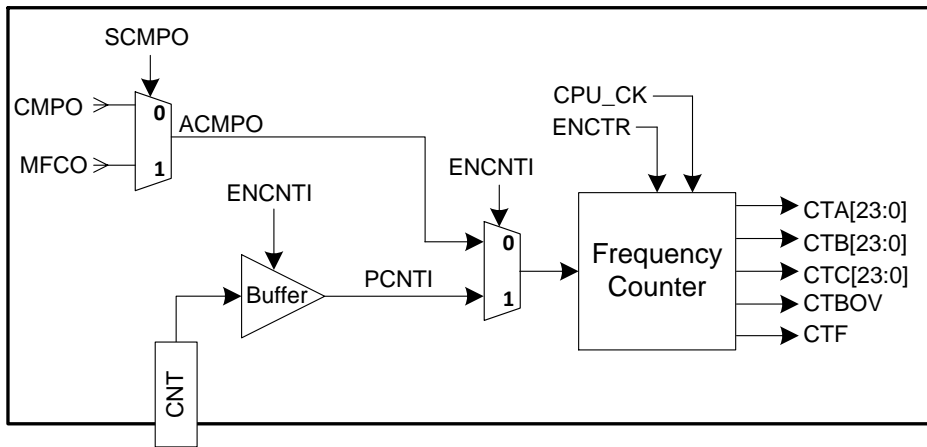 SCMPO
CMPO
0
ACMPO
MFCO
1
CPU_CK
ENCTR
ENCNTI
ENCNTI
0
1
Buffer
PCNTI
CNT
Frequency
Counter
CTA[23:0]
CTB[23:0]
CTC[23:0]
CTBOV
CTF